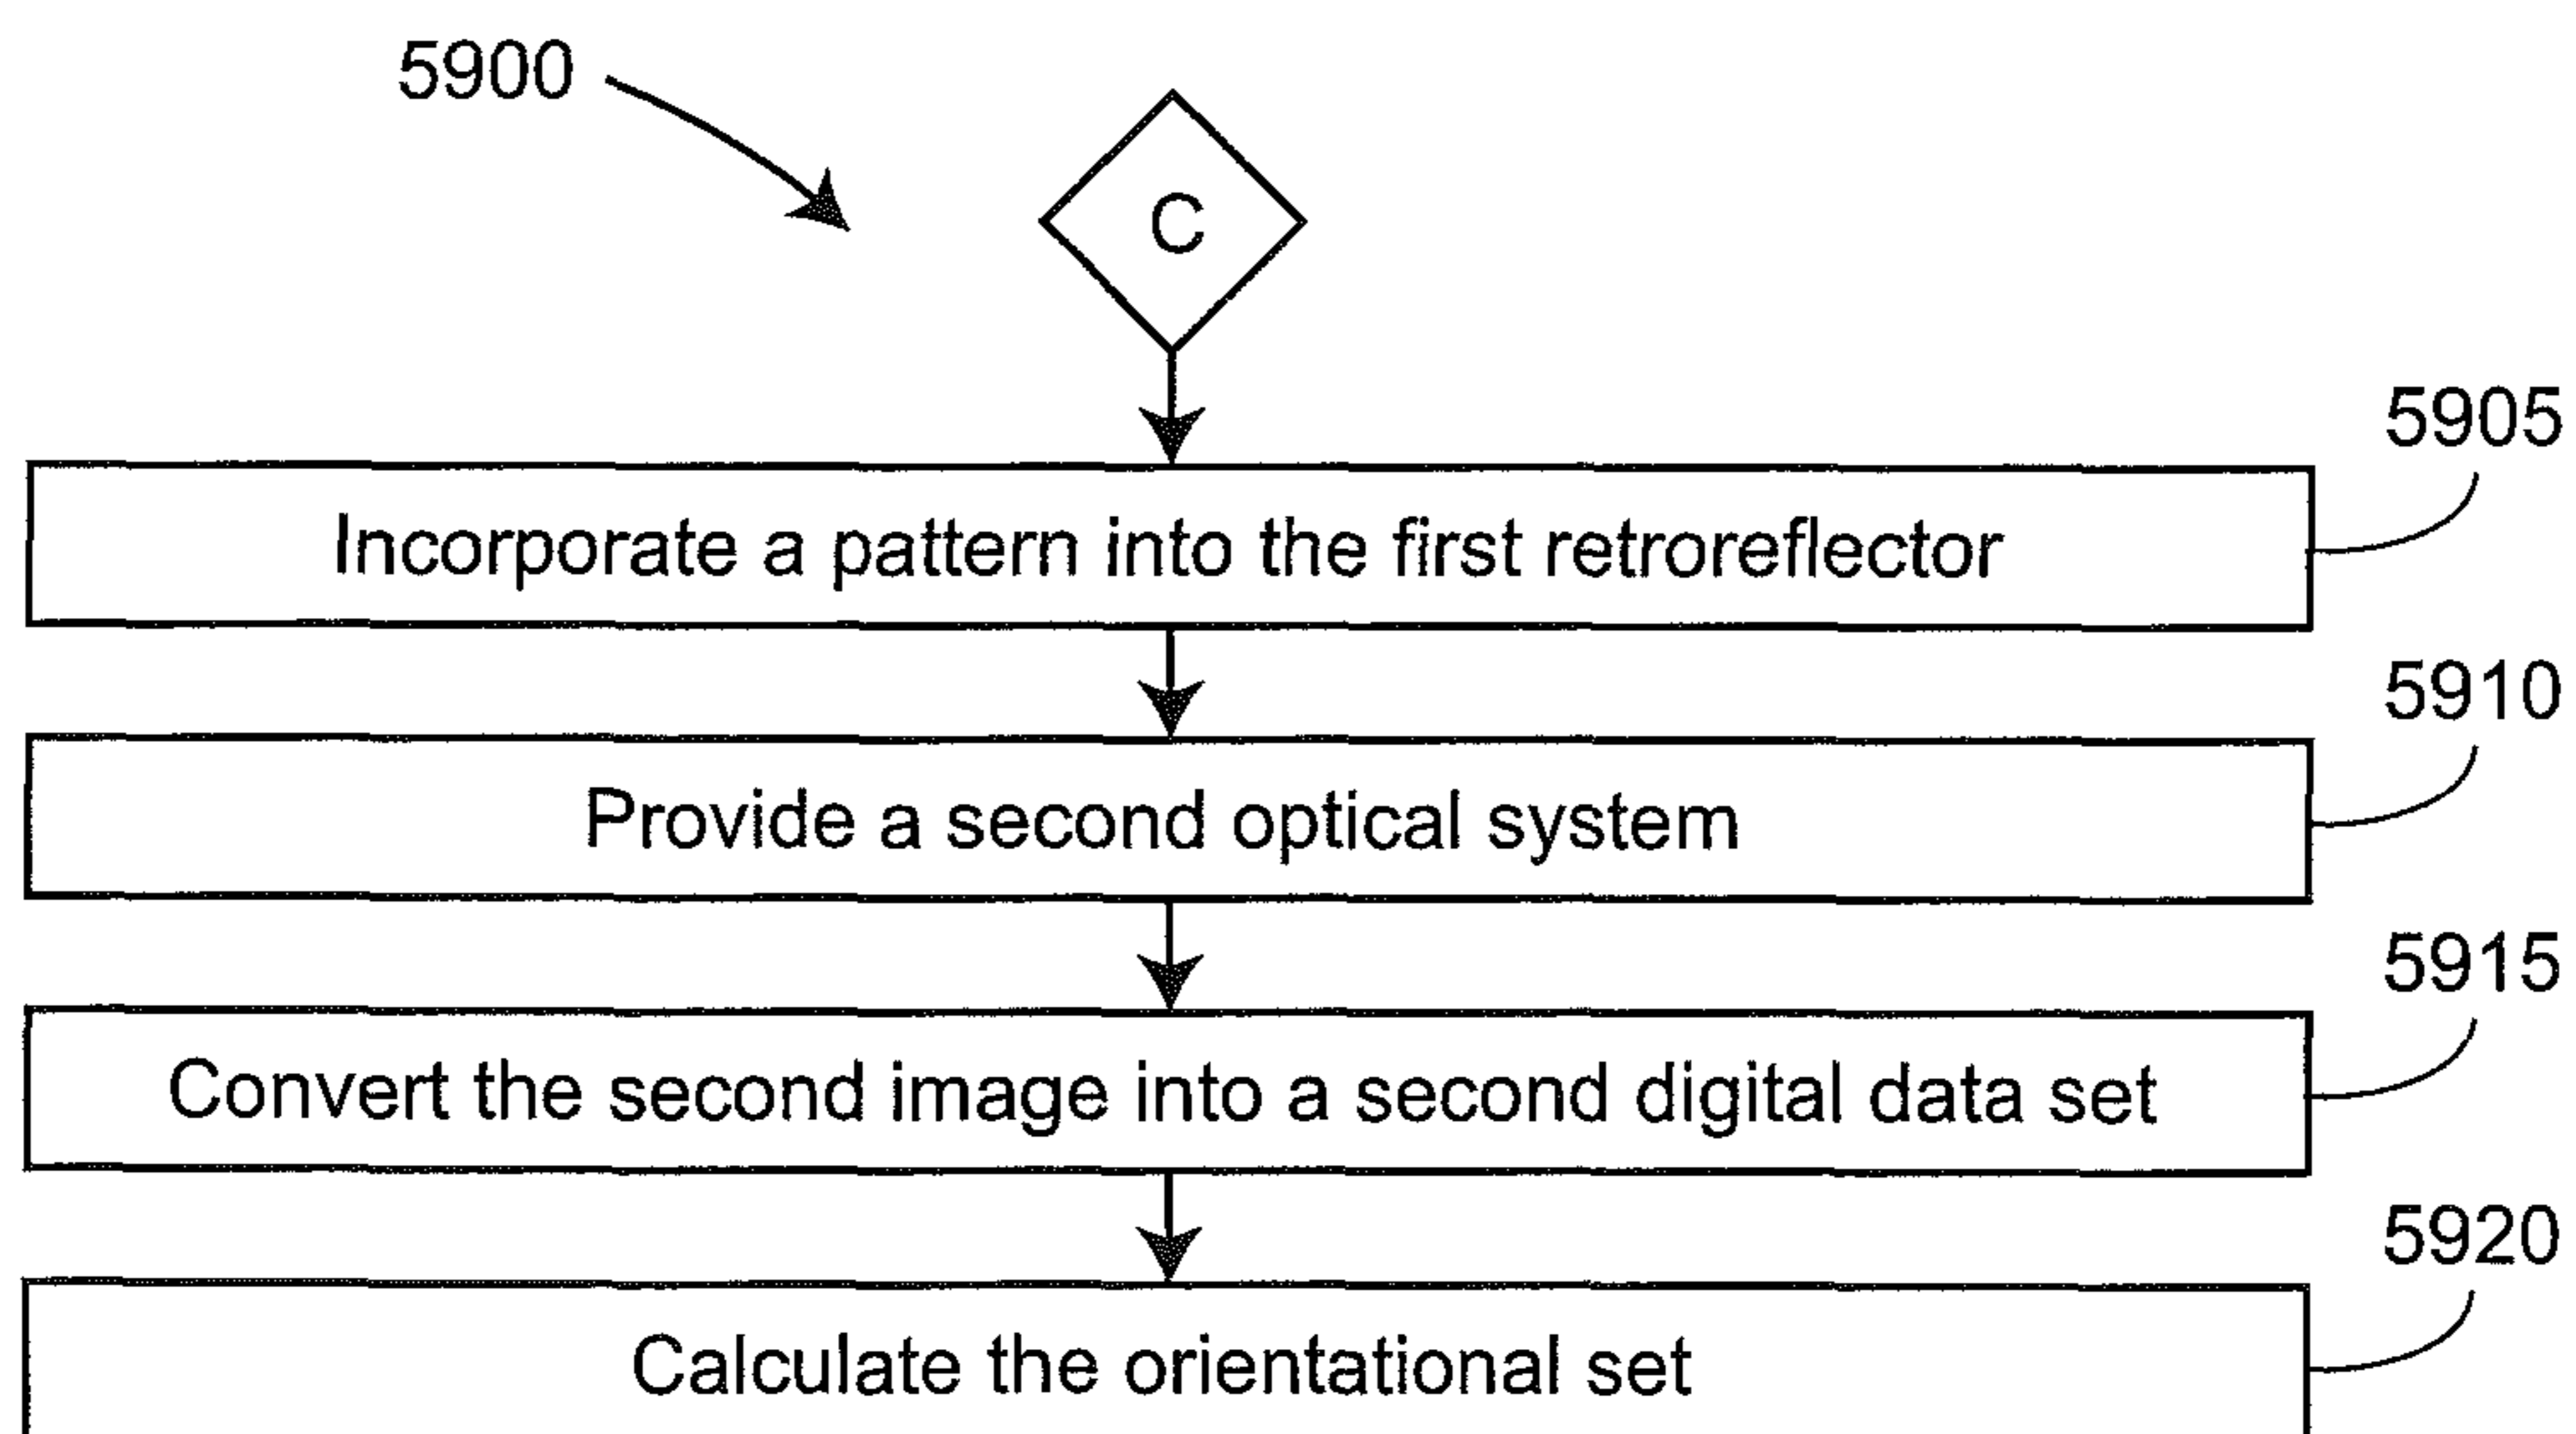 5900
C
5905
Incorporate a pattern into the first retroreflector
5910
Provide a second optical system
5915
Convert the second image into a second digital data set
5920
Calculate the orientational set